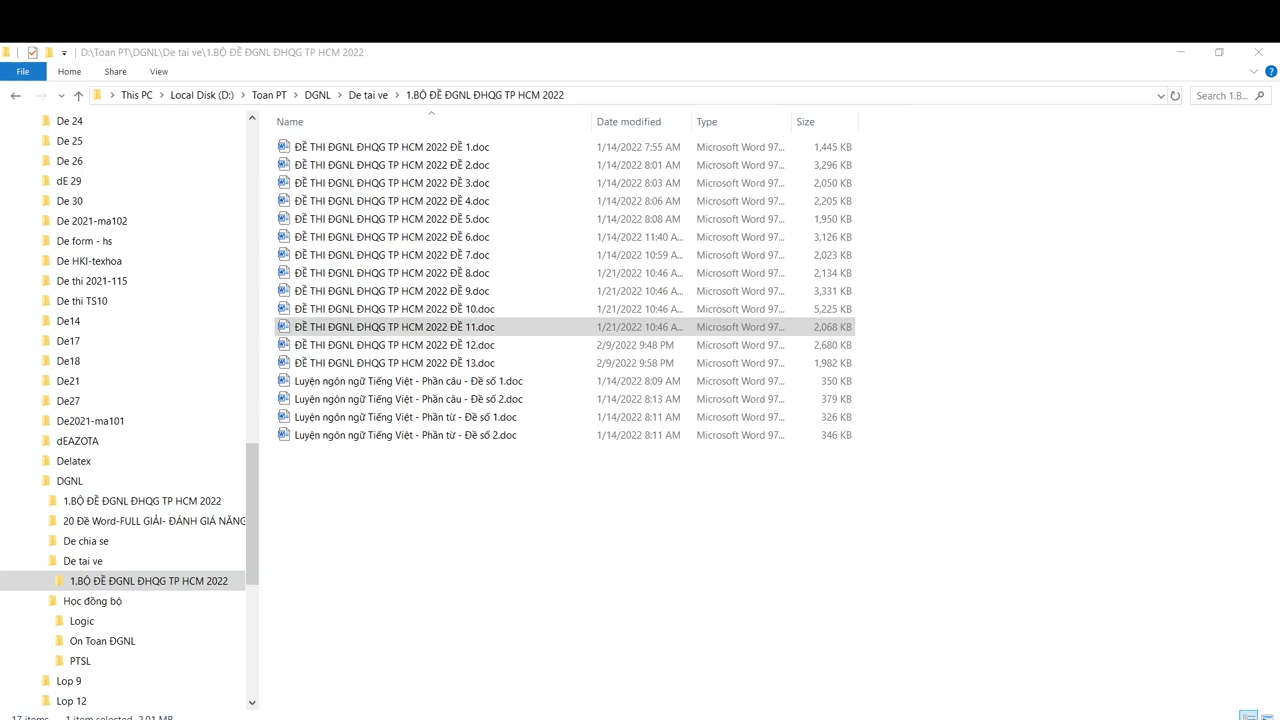 D:\Toan PT\DGNL\De tai ve\1.BỘ ĐỀ ĐGNL ĐHQG TP HCM 2022
File Home Share View
This PC > Local Disk (D:) > Toan PT > DGNL > De tai ve > 1.BỘ ĐỀ ĐGNL ĐHQG TP HCM 2022
Search 1.B...
De 24
De 25
De 26
dE 29
De 30
De 2021-ma102
De form - hs
De HKI-texhoa
De thi 2021-115
De thi TS10
De14
De17
De18
De21
De27
De2021-ma101
dEAZOTA
Delatex
DGNL
1.BỘ ĐỀ ĐGNL ĐHQG TP HCM 2022
20 Đề Word-FULL GIẢI- ĐÁNH GIÁ NĂNG
De chia se
De tai ve
1.BỘ ĐỀ ĐGNL ĐHQG TP HCM 2022
Học đồng bộ
Logic
On Toan ĐGNL
PTSL
Lop 9
Lop 12
Name Date modified Type Size
ĐỀ THI ĐGNL ĐHQG TP HCM 2022 ĐỀ 1.doc 1/14/2022 7:55 AM Microsoft Word 97... 1,445 KB
ĐỀ THI ĐGNL ĐHQG TP HCM 2022 ĐỀ 2.doc 1/14/2022 8:01 AM Microsoft Word 97... 3,296 KB
ĐỀ THI ĐGNL ĐHQG TP HCM 2022 ĐỀ 3.doc 1/14/2022 8:03 AM Microsoft Word 97... 2,050 KB
ĐỀ THI ĐGNL ĐHQG TP HCM 2022 ĐỀ 4.doc 1/14/2022 8:06 AM Microsoft Word 97... 2,205 KB
ĐỀ THI ĐGNL ĐHQG TP HCM 2022 ĐỀ 5.doc 1/14/2022 8:08 AM Microsoft Word 97... 1,950 KB
ĐỀ THI ĐGNL ĐHQG TP HCM 2022 ĐỀ 6.doc 1/14/2022 11:40 A... Microsoft Word 97... 3,126 KB
ĐỀ THI ĐGNL ĐHQG TP HCM 2022 ĐỀ 7.doc 1/14/2022 10:59 A... Microsoft Word 97... 2,023 KB
ĐỀ THI ĐGNL ĐHQG TP HCM 2022 ĐỀ 8.doc 1/21/2022 10:46 A... Microsoft Word 97... 2,134 KB
ĐỀ THI ĐGNL ĐHQG TP HCM 2022 ĐỀ 9.doc 1/21/2022 10:46 A... Microsoft Word 97... 3,331 KB
ĐỀ THI ĐGNL ĐHQG TP HCM 2022 ĐỀ 10.doc 1/21/2022 10:46 A... Microsoft Word 97... 5,225 KB
ĐỀ THI ĐGNL ĐHQG TP HCM 2022 ĐỀ 11.doc 1/21/2022 10:46 A... Microsoft Word 97... 2,068 KB
ĐỀ THI ĐGNL ĐHQG TP HCM 2022 ĐỀ 12.doc 2/9/2022 9:48 PM Microsoft Word 97... 2,680 KB
ĐỀ THI ĐGNL ĐHQG TP HCM 2022 ĐỀ 13.doc 2/9/2022 9:58 PM Microsoft Word 97... 1,982 KB
Luyện ngôn ngữ Tiếng Việt - Phần câu - Đề số 1.doc 1/14/2022 8:09 AM Microsoft Word 97... 350 KB
Luyện ngôn ngữ Tiếng Việt - Phần câu - Đề số 2.doc 1/14/2022 8:13 AM Microsoft Word 97... 379 KB
Luyện ngôn ngữ Tiếng Việt - Phần từ - Đề số 1.doc 1/14/2022 8:11 AM Microsoft Word 97... 326 KB
Luyện ngôn ngữ Tiếng Việt - Phần từ - Đề số 2.doc 1/14/2022 8:11 AM Microsoft Word 97... 346 KB
17 items 1 item selected 2.01 MB